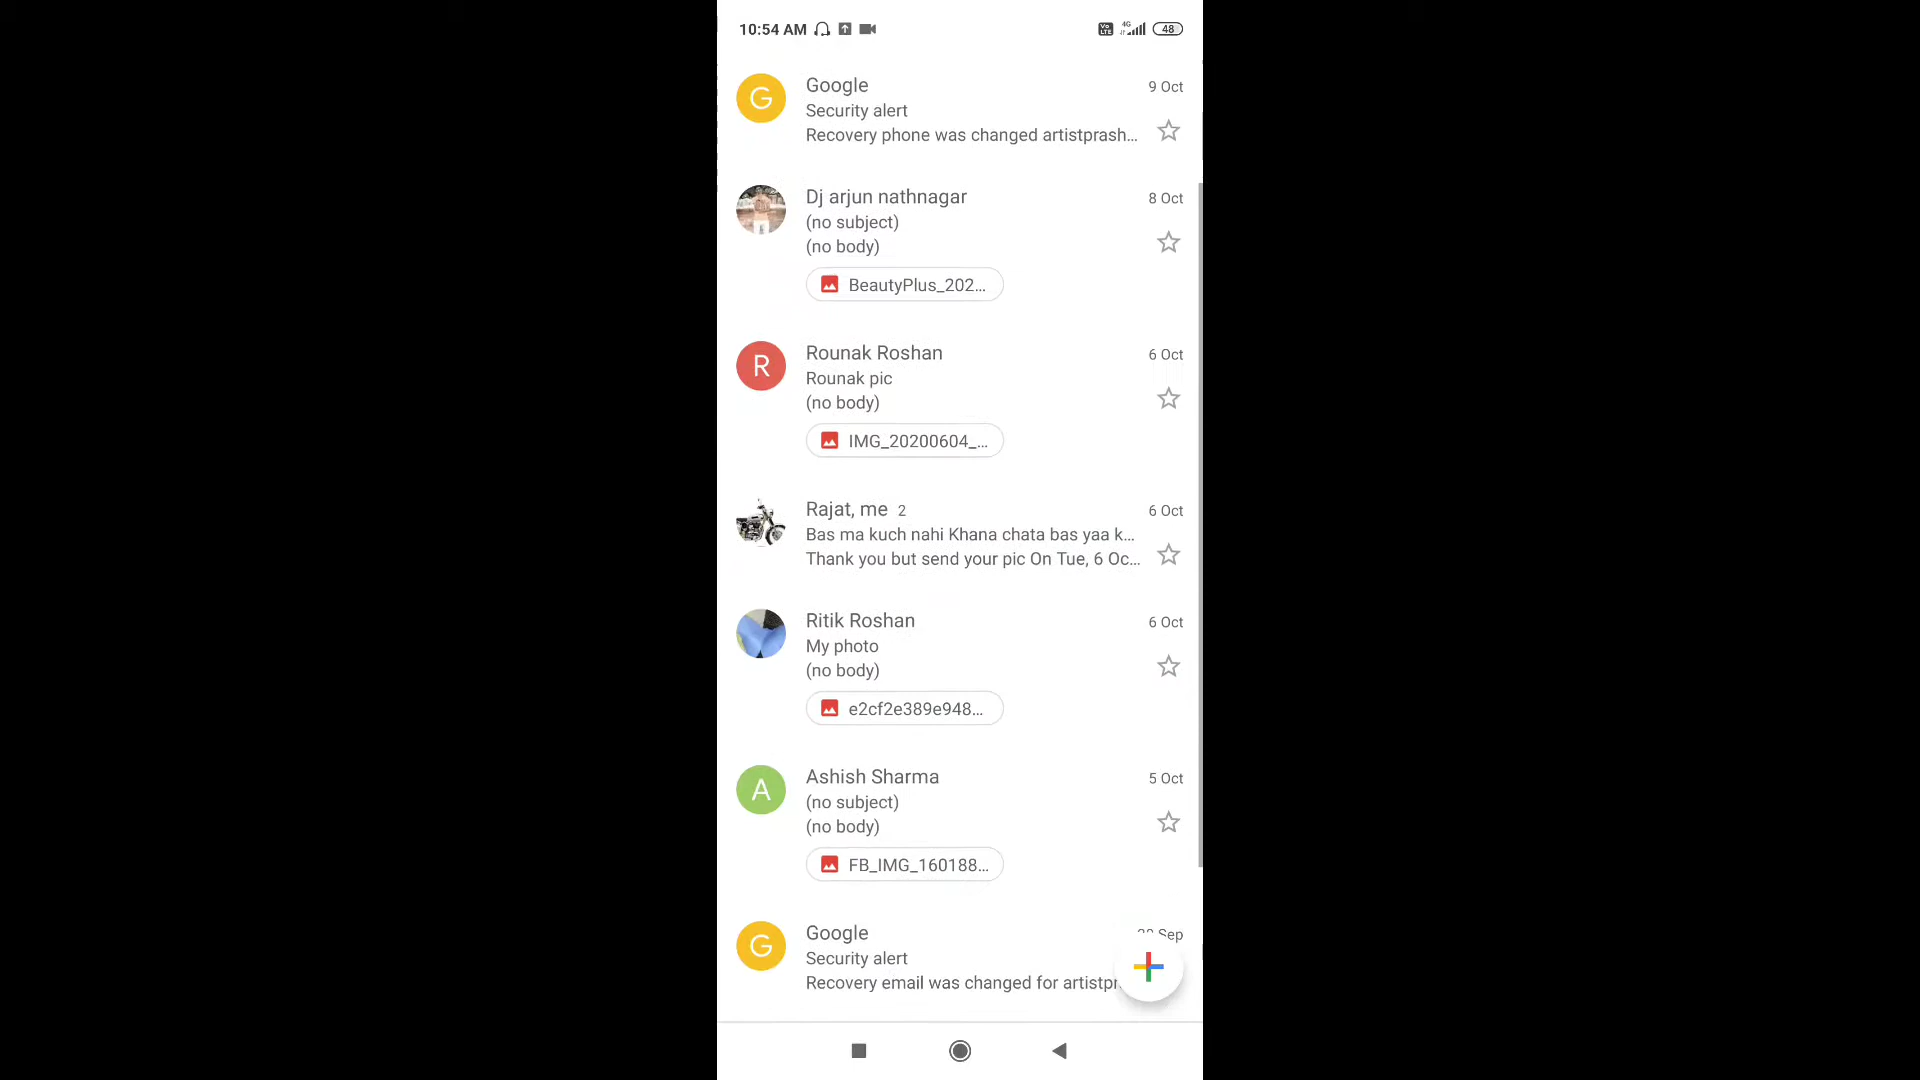 10:54 AM
VoLTE 4G 48
G Google 9 Oct
Security alert
Recovery phone was changed artistprash...
Dj arjun nathnagar 8 Oct
(no subject)
(no body)
BeautyPlus_202...
R Rounak Roshan 6 Oct
Rounak pic
(no body)
IMG_20200604_...
Rajat, me 2 6 Oct
Bas ma kuch nahi Khana chata bas yaa k...
Thank you but send your pic On Tue, 6 Oc...
Ritik Roshan 6 Oct
My photo
(no body)
e2cf2e389e948...
A Ashish Sharma 5 Oct
(no subject)
(no body)
FB_IMG_160188...
G Google Sep
Security alert
Recovery email was changed for